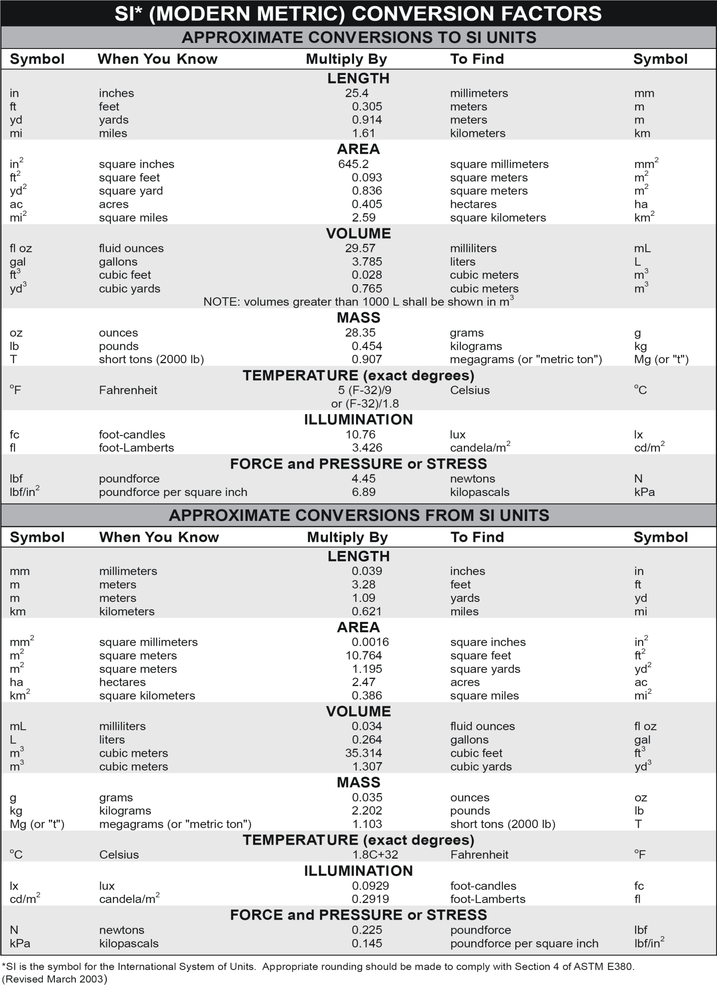 SI* (MODERN METRIC) CONVERSION FACTORS
APPROXIMATE CONVERSIONS TO SI UNITS
Symbol When You Know Multiply By To Find Symbol
LENGTH
in inches 25.4 millimeters mm
ft feet 0.305 meters m
yd yards 0.914 meters m
mi miles 1.61 kilometers km
AREA
in² square inches 645.2 square millimeters mm²
ft² square feet 0.093 square meters m²
yd² square yard 0.836 square meters m²
ac acres 0.405 hectares ha
mi² square miles 2.59 square kilometers km²
VOLUME
fl oz fluid ounces 29.57 milliliters mL
gal gallons 3.785 liters L
ft³ cubic feet 0.028 cubic meters m³
yd³ cubic yards 0.765 cubic meters m³
NOTE: volumes greater than 1000 L shall be shown in m³
MASS
oz ounces 28.35 grams g
lb pounds 0.454 kilograms kg
T short tons (2000 lb) 0.907 megagrams (or "metric ton") Mg (or "t")
TEMPERATURE (exact degrees)
°F Fahrenheit 5 (F-32)/9 Celsius °C
or (F-32)/1.8
ILLUMINATION
fc foot-candles 10.76 lux lx
fl foot-Lamberts 3.426 candela/m² cd/m²
FORCE and PRESSURE or STRESS
lbf poundforce 4.45 newtons N
lbf/in² poundforce per square inch 6.89 kilopascals kPa
APPROXIMATE CONVERSIONS FROM SI UNITS
Symbol When You Know Multiply By To Find Symbol
LENGTH
mm millimeters 0.039 inches in
m meters 3.28 feet ft
m meters 1.09 yards yd
km kilometers 0.621 miles mi
AREA
mm² square millimeters 0.0016 square inches in²
m² square meters 10.764 square feet ft²
m² square meters 1.195 square yards yd²
ha hectares 2.47 acres ac
km² square kilometers 0.386 square miles mi²
VOLUME
mL milliliters 0.034 fluid ounces fl oz
L liters 0.264 gallons gal
m³ cubic meters 35.314 cubic feet ft³
m³ cubic meters 1.307 cubic yards yd³
MASS
g grams 0.035 ounces oz
kg kilograms 2.202 pounds lb
Mg (or "t") megagrams (or "metric ton") 1.103 short tons (2000 lb) T
TEMPERATURE (exact degrees)
°C Celsius 1.8C+32 Fahrenheit °F
ILLUMINATION
lx lux 0.0929 foot-candles fc
cd/m² candela/m² 0.2919 foot-Lamberts fl
FORCE and PRESSURE or STRESS
N newtons 0.225 poundforce lbf
kPa kilopascals 0.145 poundforce per square inch lbf/in²
*SI is the symbol for the International System of Units. Appropriate rounding should be made to comply with Section 4 of ASTM E380.
(Revised March 2003)